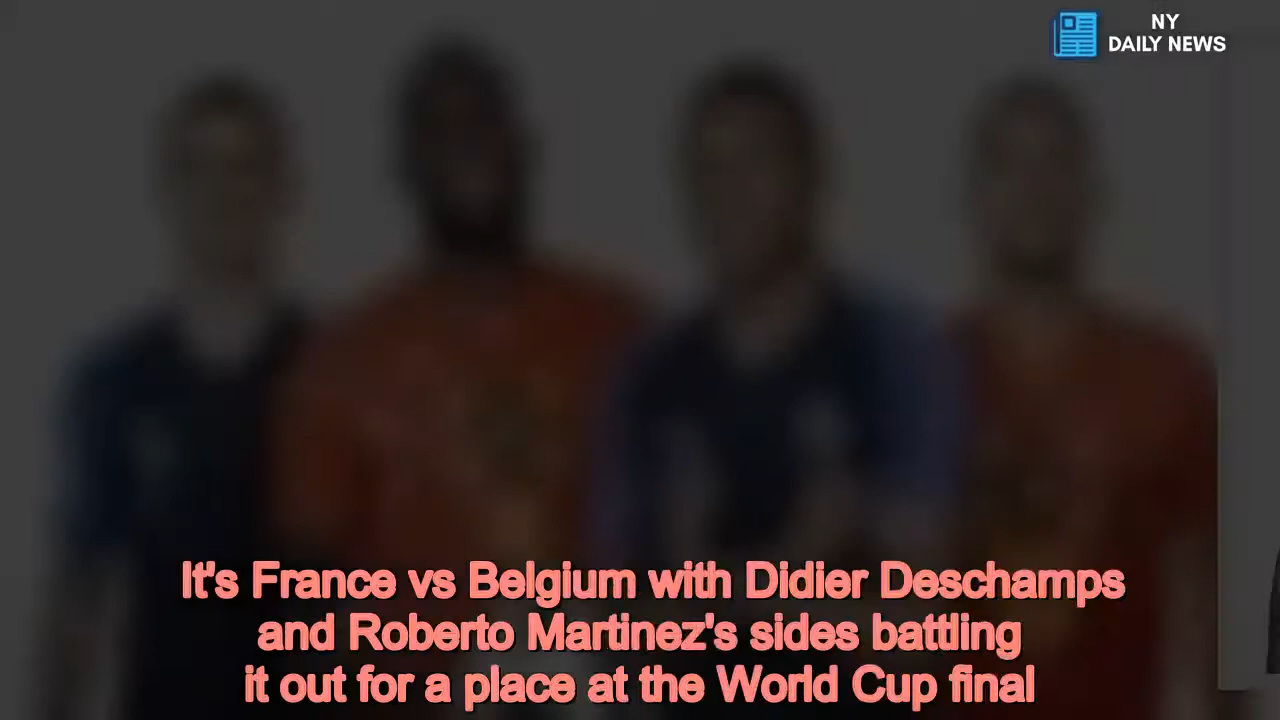 NY
DAILY NEWS
It's France vs Belgium with Didier Deschamps
and Roberto Martinez's sides battling
it out for a place at the World Cup final